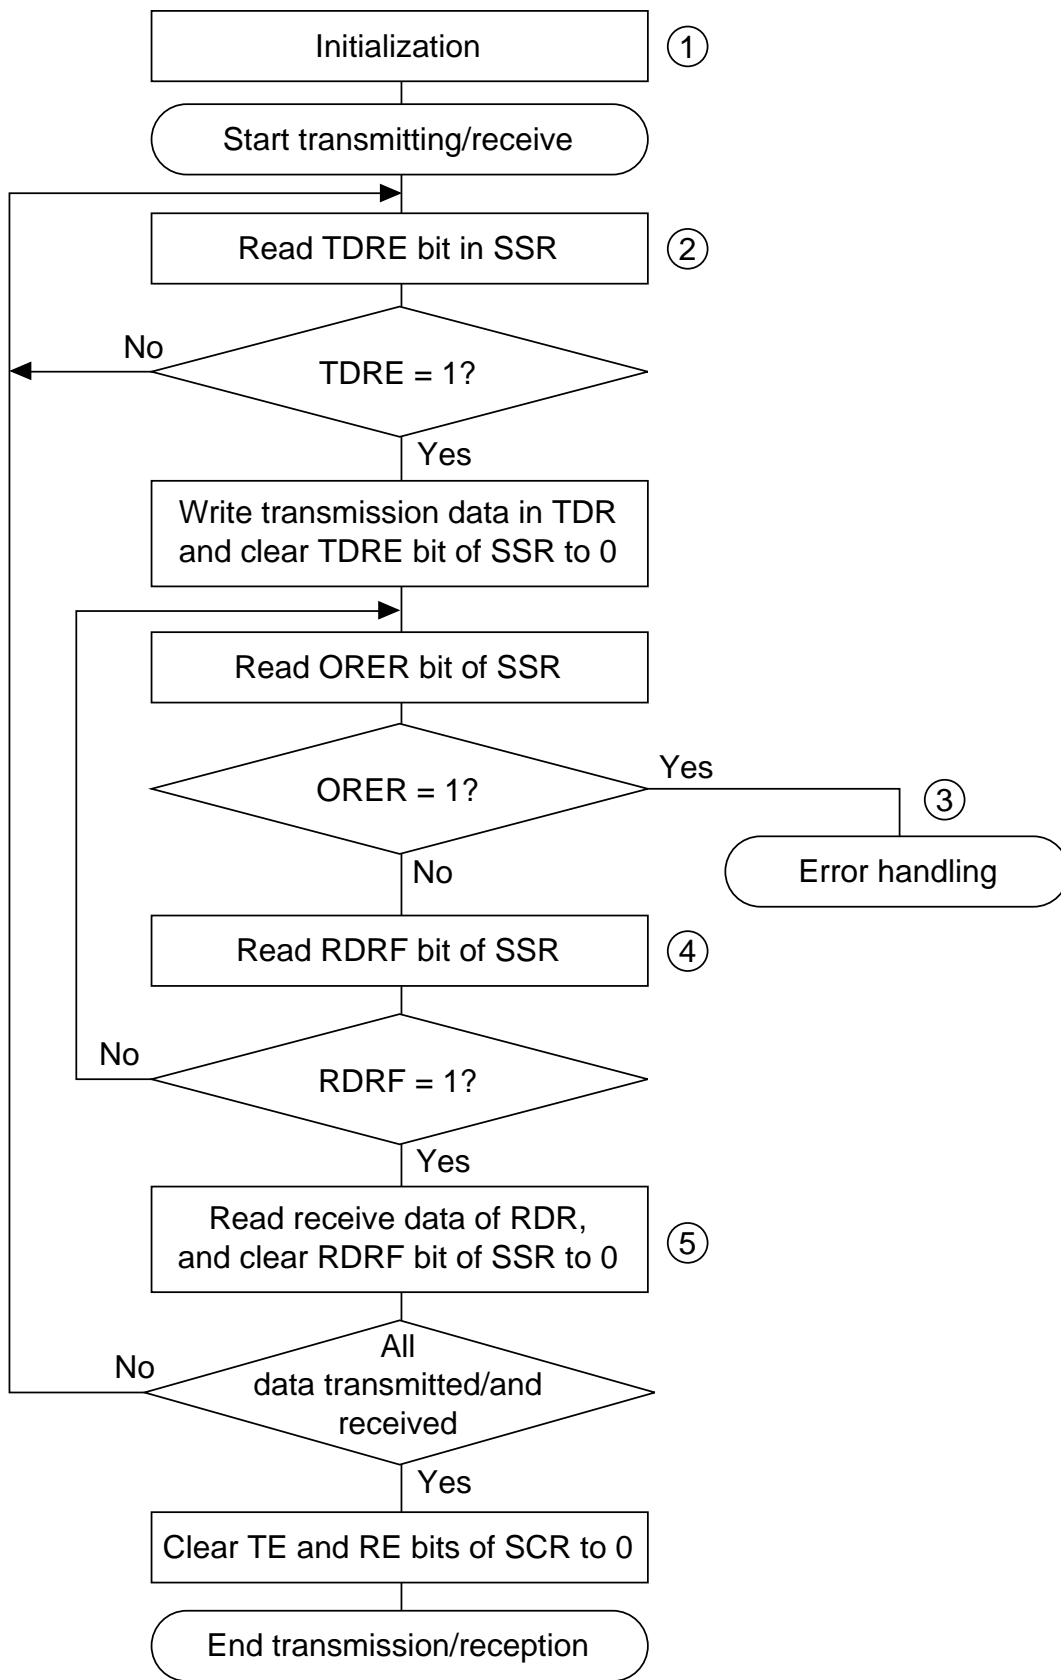 Initialization
1
Start transmitting/receive
Read TDRE bit in SSR
2
No
TDRE = 1?
Yes
Write transmission data in TDR
and clear TDRE bit of SSR to 0
Read ORER bit of SSR
ORER = 1?
Yes
3
Error handling
No
Read RDRF bit of SSR
4
No
RDRF = 1?
Yes
Read receive data of RDR,
and clear RDRF bit of SSR to 0
5
No
All
data transmitted/and
received
Yes
Clear TE and RE bits of SCR to 0
End transmission/reception